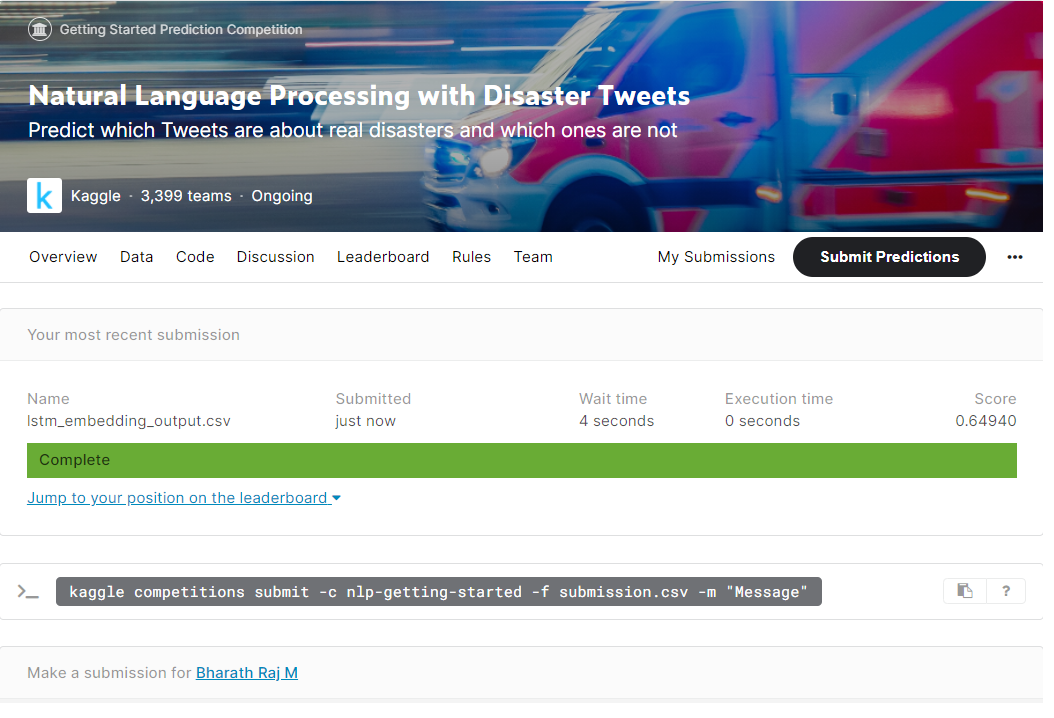 Getting Started Prediction Competition
Natural Language Processing with Disaster Tweets
Predict which Tweets are about real disasters and which ones are not
k Kaggle · 3,399 teams · Ongoing
Overview Data Code Discussion Leaderboard Rules Team My Submissions Submit Predictions •••
Your most recent submission
Name Submitted Wait time Execution time Score
lstm_embedding_output.csv just now 4 seconds 0 seconds 0.64940
Complete
Jump to your position on the leaderboard
>_ kaggle competitions submit -c nlp-getting-started -f submission.csv -m "Message" ?
Make a submission for Bharath Raj M